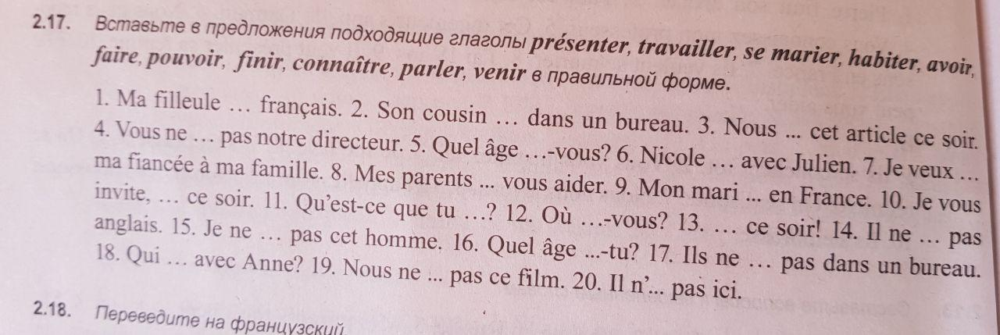 2.17. Вставьте в предложения подходящие глаголы présenter, travailler, se marier, habiter, avoir,
faire, pouvoir, finir, connaître, parler, venir в правильной форме.
1. Ma filleule … français. 2. Son cousin … dans un bureau. 3. Nous ... cet article ce soir.
4. Vous ne … pas notre directeur. 5. Quel âge …-vous? 6. Nicole … avec Julien. 7. Je veux …
ma fiancée à ma famille. 8. Mes parents ... vous aider. 9. Mon mari ... en France. 10. Je vous
invite, … ce soir. 11. Qu’est-ce que tu …? 12. Où …-vous? 13. … ce soir! 14. Il ne … pas
anglais. 15. Je ne … pas cet homme. 16. Quel âge ...-tu? 17. Ils ne … pas dans un bureau.
18. Qui … avec Anne? 19. Nous ne ... pas ce film. 20. Il n’... pas ici.
2.18. Переведите на французский